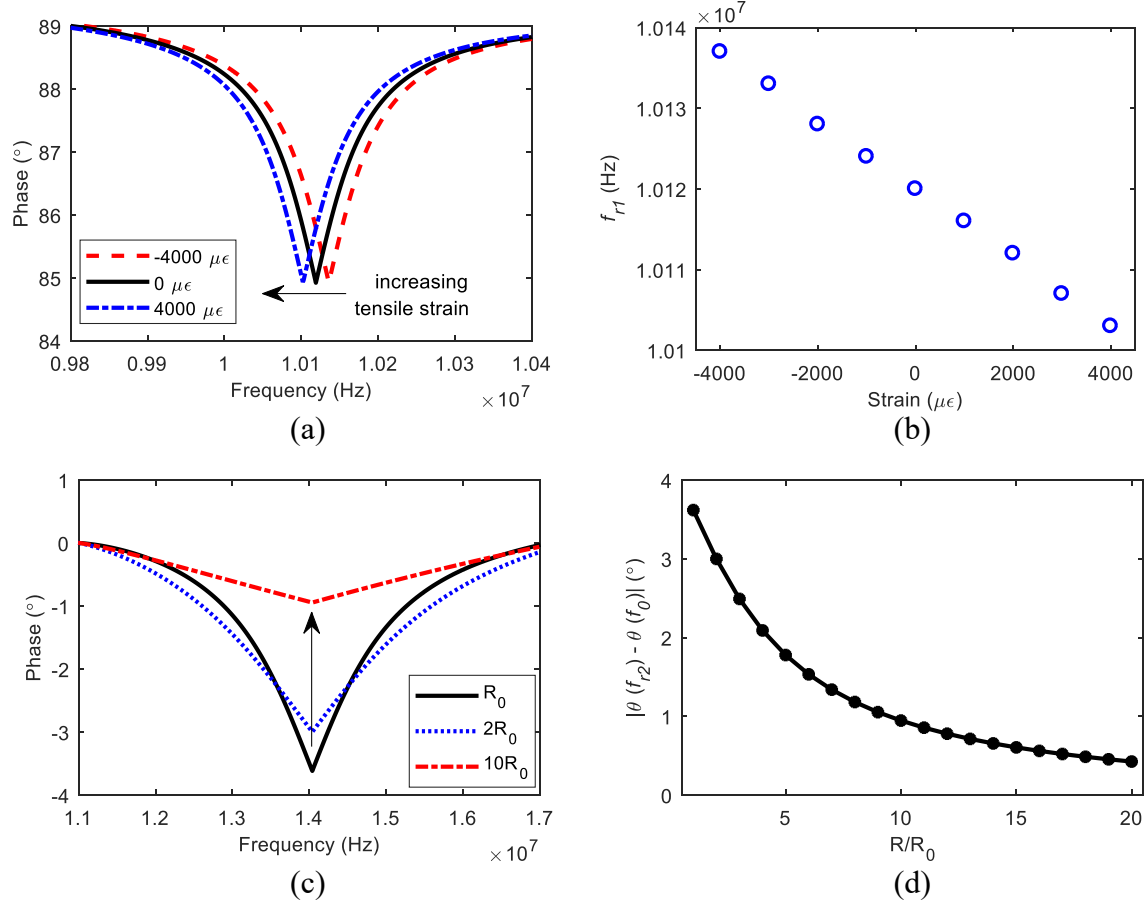 89
88
87
86
85
84
Phase (°)
-4000 με
0 με
4000 με
increasing
tensile strain
0.98 0.99 1 1.01 1.02 1.03 1.04
Frequency (Hz)
×10^7
(a)
×10^7
1.014
1.013
1.012
1.011
1.01
f_r1 (Hz)
-4000 -2000 0 2000 4000
Strain (με)
(b)
1
0
-1
-2
-3
-4
Phase (°)
R_0
2R_0
10R_0
1.1 1.2 1.3 1.4 1.5 1.6 1.7
Frequency (Hz)
×10^7
(c)
4
3
2
1
0
|θ (f_r2) - θ (f_0)| (°)
5 10 15 20
R/R_0
(d)